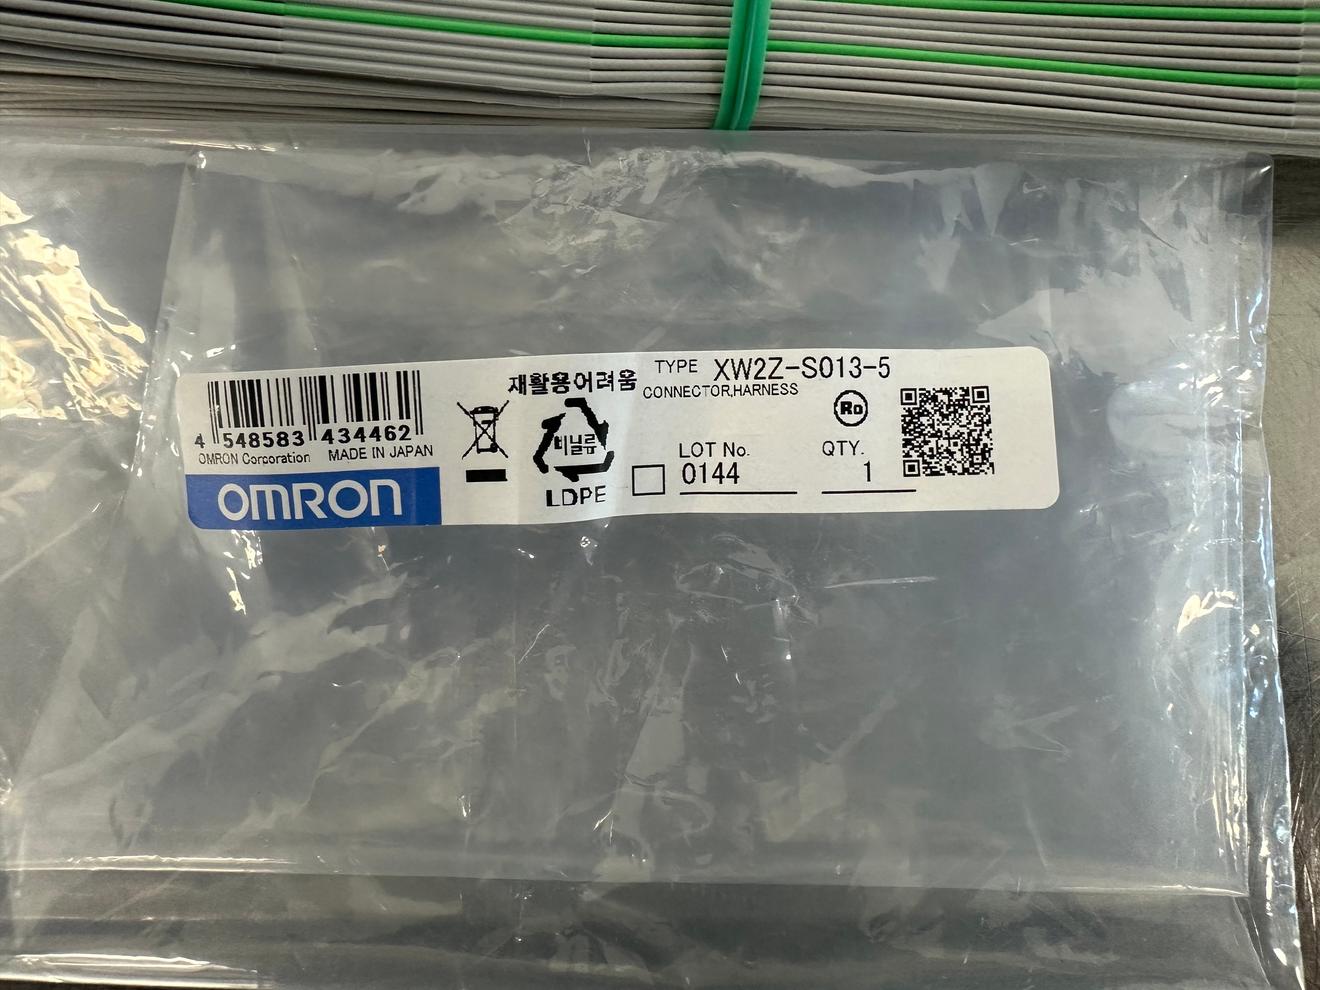 4 548583 434462
OMRON Corporation MADE IN JAPAN
OMRON
재활용어려움
비닐류
LDPE
TYPE XW2Z-S013-5
CONNECTOR,HARNESS
Ro
LOT No.
0144
QTY.
1